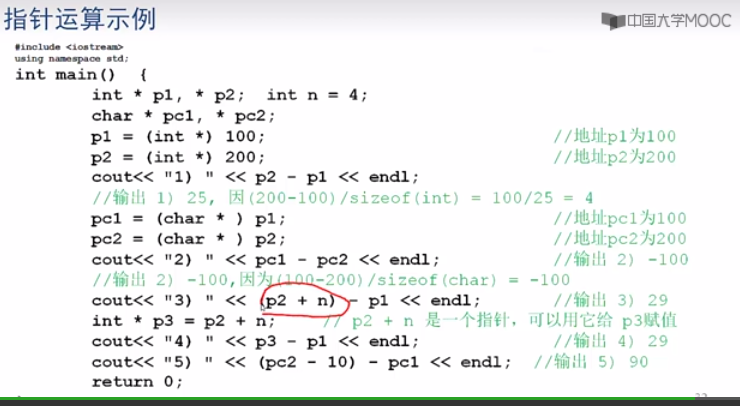 指针运算示例
中国大学MOOC
#include <iostream>
using namespace std;
int main() {
int * p1, * p2; int n = 4;
char * pc1, * pc2;
p1 = (int *) 100; //地址p1为100
p2 = (int *) 200; //地址p2为200
cout<< "1) " << p2 - p1 << endl;
//输出 1) 25, 因(200-100)/sizeof(int) = 100/25 = 4
pc1 = (char * ) p1; //地址pc1为100
pc2 = (char * ) p2; //地址pc2为200
cout<< "2) " << pc1 - pc2 << endl; //输出 2) -100
//输出 2) -100,因为(100-200)/sizeof(char) = -100
cout<< "3) " << (p2 + n) - p1 << endl; //输出 3) 29
int * p3 = p2 + n; // p2 + n 是一个指针，可以用它给 p3赋值
cout<< "4) " << p3 - p1 << endl; //输出 4) 29
cout<< "5) " << (pc2 - 10) - pc1 << endl; //输出 5) 90
return 0;